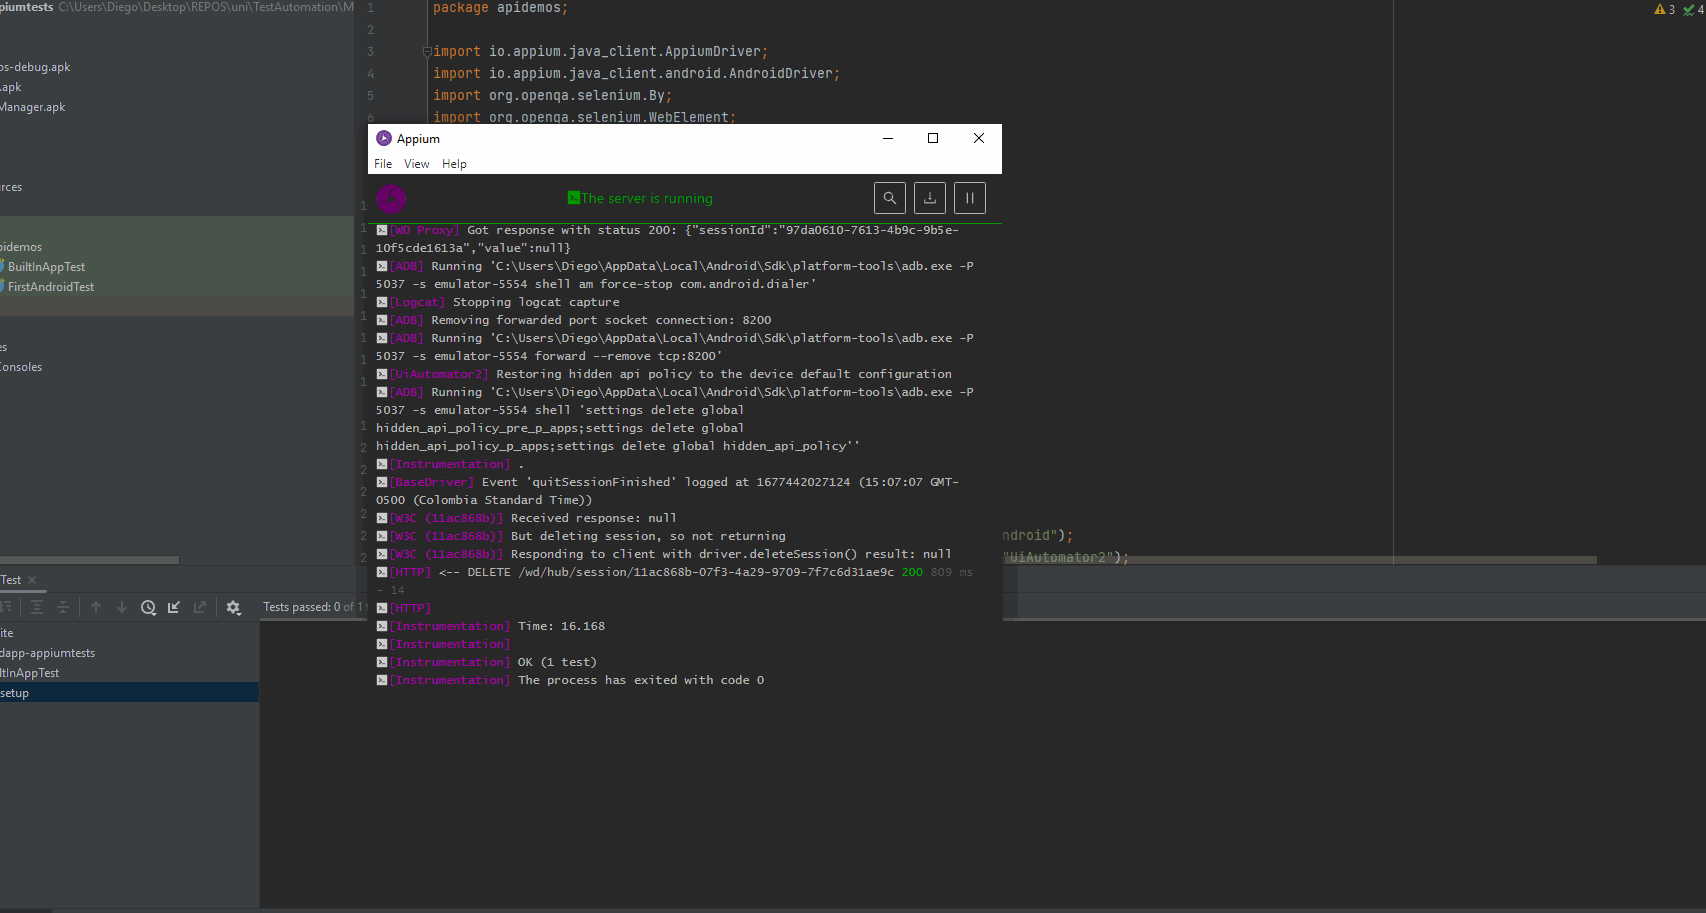 piumtests C:\Users\Diego\Desktop\REPOS\uni\TestAutomation\M
os-debug.apk
.apk
Manager.apk
rces
pidemos
BuiltInAppTest
FirstAndroidTest
es
Consoles
1 package apidemos;
2
3 import io.appium.java_client.AppiumDriver;
4 import io.appium.java_client.android.AndroidDriver;
5 import org.openqa.selenium.By;
6 import org.openqa.selenium.WebElement;
3 4
Appium
File View Help
The server is running
[WD Proxy] Got response with status 200: {"sessionId":"97da0610-7613-4b9c-9b5e-
10f5cde1613a","value":null}
[ADB] Running 'C:\Users\Diego\AppData\Local\Android\Sdk\platform-tools\adb.exe -P
5037 -s emulator-5554 shell am force-stop com.android.dialer'
[Logcat] Stopping logcat capture
[ADB] Removing forwarded port socket connection: 8200
[ADB] Running 'C:\Users\Diego\AppData\Local\Android\Sdk\platform-tools\adb.exe -P
5037 -s emulator-5554 forward --remove tcp:8200'
[UiAutomator2] Restoring hidden api policy to the device default configuration
[ADB] Running 'C:\Users\Diego\AppData\Local\Android\Sdk\platform-tools\adb.exe -P
5037 -s emulator-5554 shell 'settings delete global
hidden_api_policy_pre_p_apps;settings delete global
hidden_api_policy_p_apps;settings delete global hidden_api_policy''
[Instrumentation] .
[BaseDriver] Event 'quitSessionFinished' logged at 1677442027124 (15:07:07 GMT-
0500 (Colombia Standard Time))
[W3C (11ac868b)] Received response: null
[W3C (11ac868b)] But deleting session, so not returning
[W3C (11ac868b)] Responding to client with driver.deleteSession() result: null
[HTTP] <-- DELETE /wd/hub/session/11ac868b-07f3-4a29-9709-7f7c6d31ae9c 200 809 ms
- 14
[HTTP]
[Instrumentation] Time: 16.168
[Instrumentation]
[Instrumentation] OK (1 test)
[Instrumentation] The process has exited with code 0
ndroid");
"UiAutomator2");
Test
Tests passed: 0 of 1
ite
dapp-appiumtests
ltInAppTest
setup